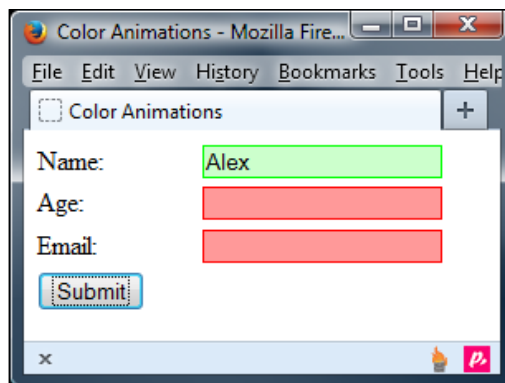 Color Animations - Mozilla Fire...
File Edit View History Bookmarks Tools Help
Color Animations +
Name: Alex
Age:
Email:
Submit
x
p.